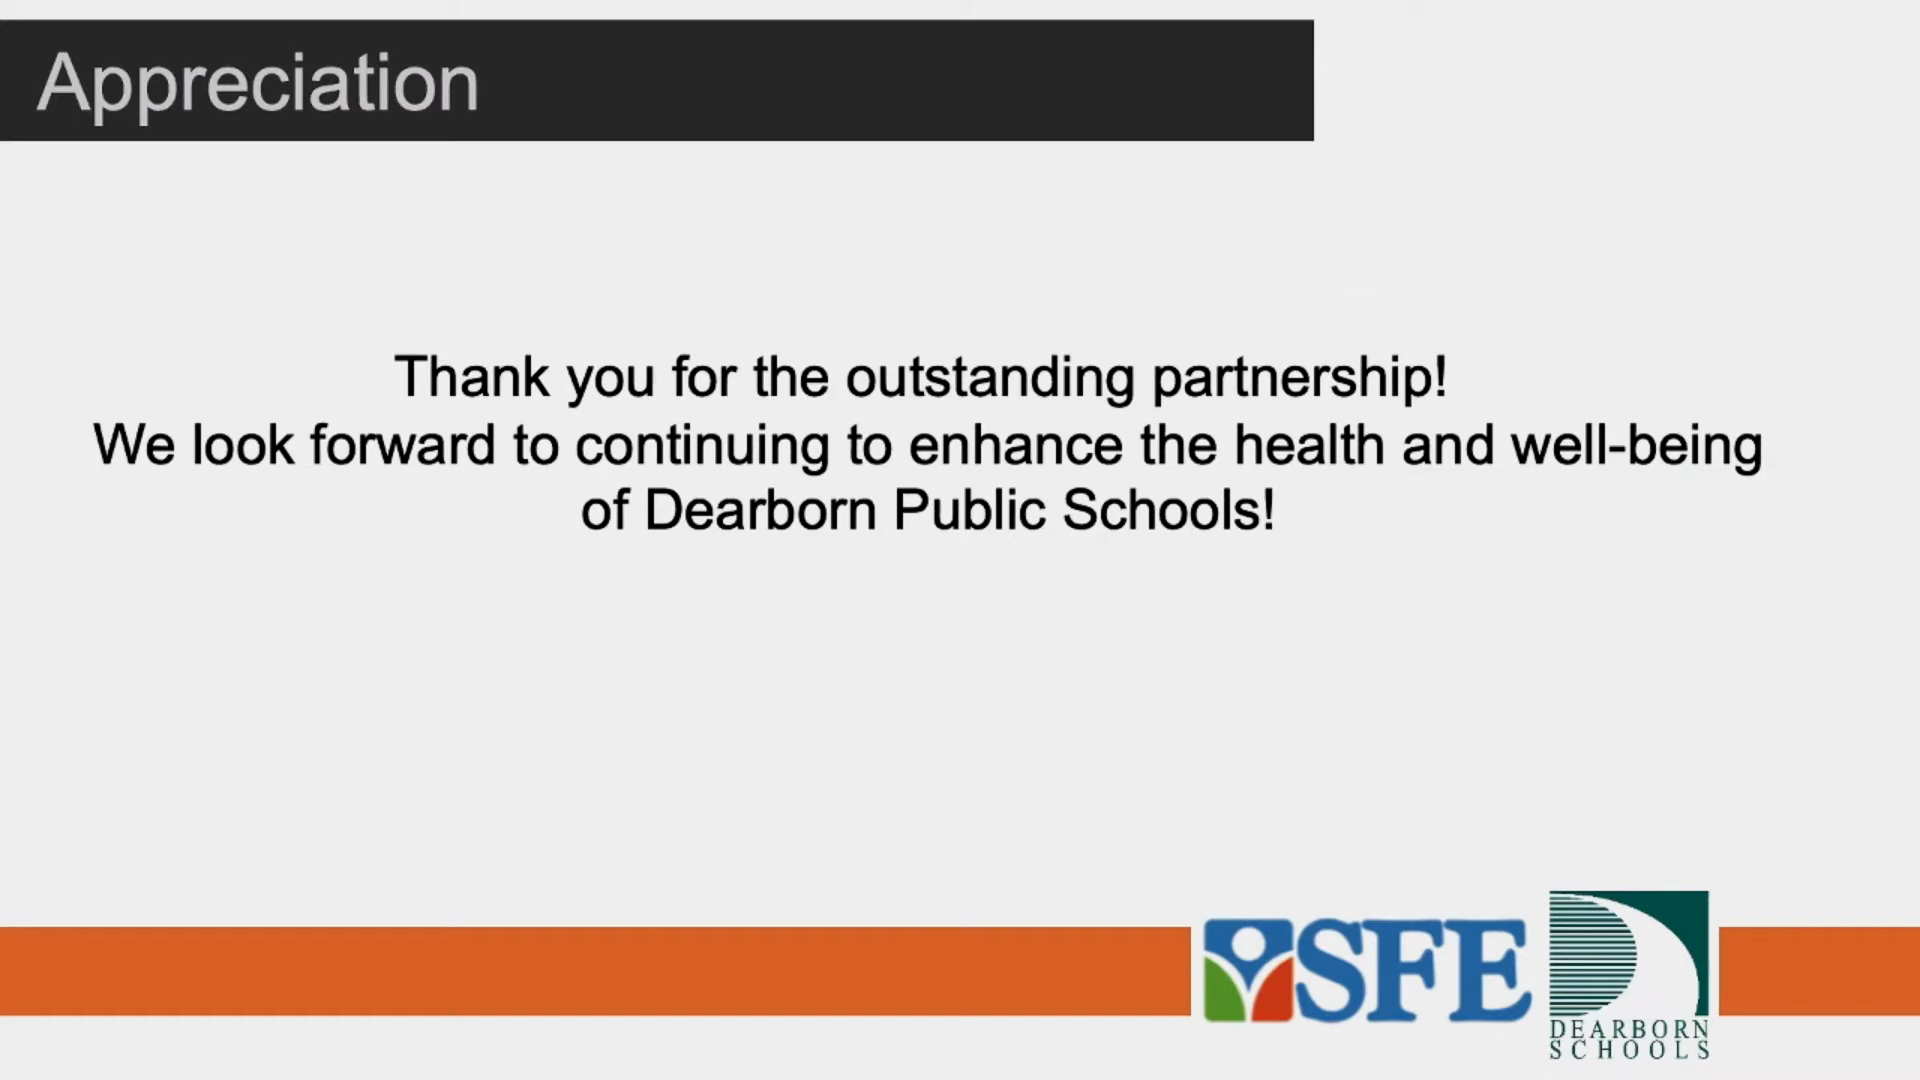 Appreciation
Thank you for the outstanding partnership!
We look forward to continuing to enhance the health and well-being
of Dearborn Public Schools!
SFE
DEARBORN
SCHOOLS